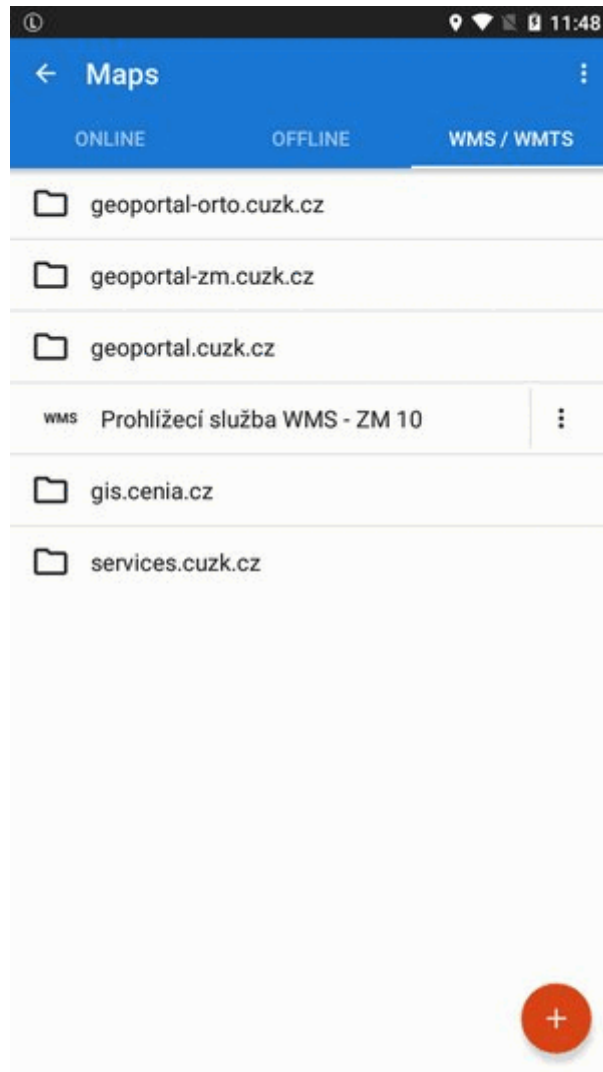 11:48
Maps
ONLINE OFFLINE WMS / WMTS
geoportal-orto.cuzk.cz
geoportal-zm.cuzk.cz
geoportal.cuzk.cz
WMS Prohlížecí služba WMS - ZM 10
gis.cenia.cz
services.cuzk.cz